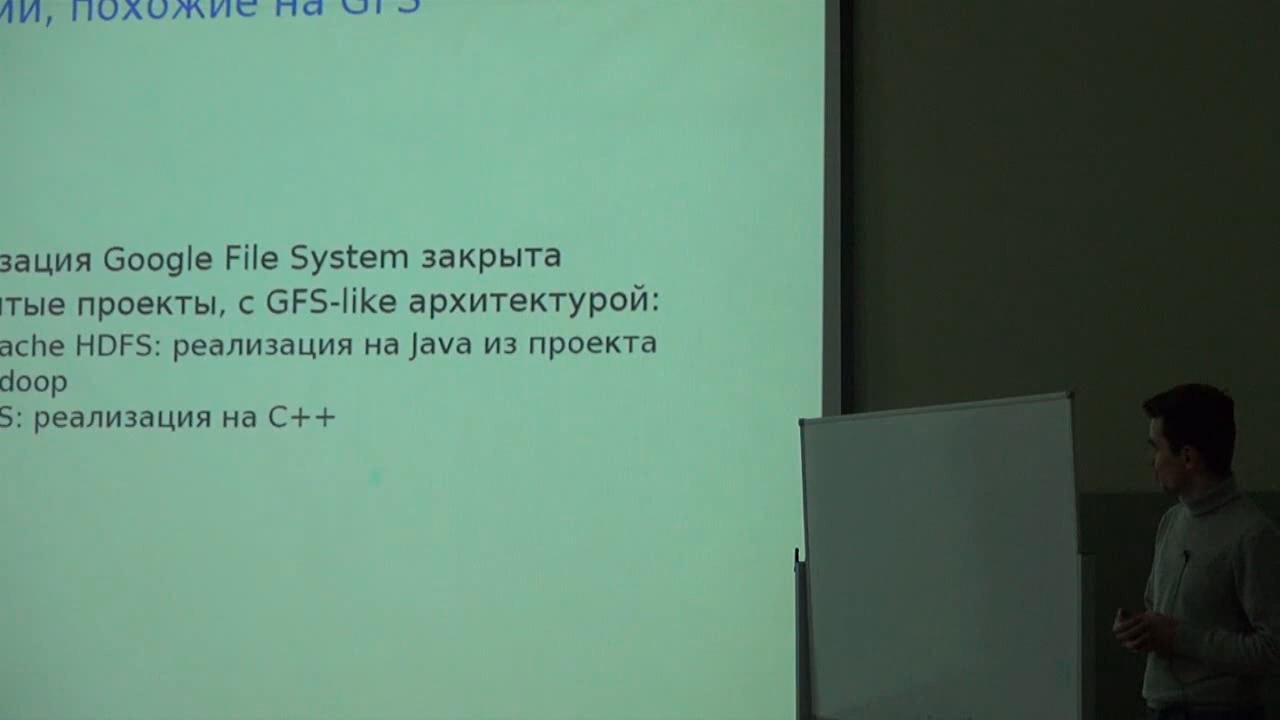 ии, похожие на GFS
зация Google File System закрыта
тые проекты, с GFS-like архитектурой:
ache HDFS: реализация на Java из проекта
doop
S: реализация на C++